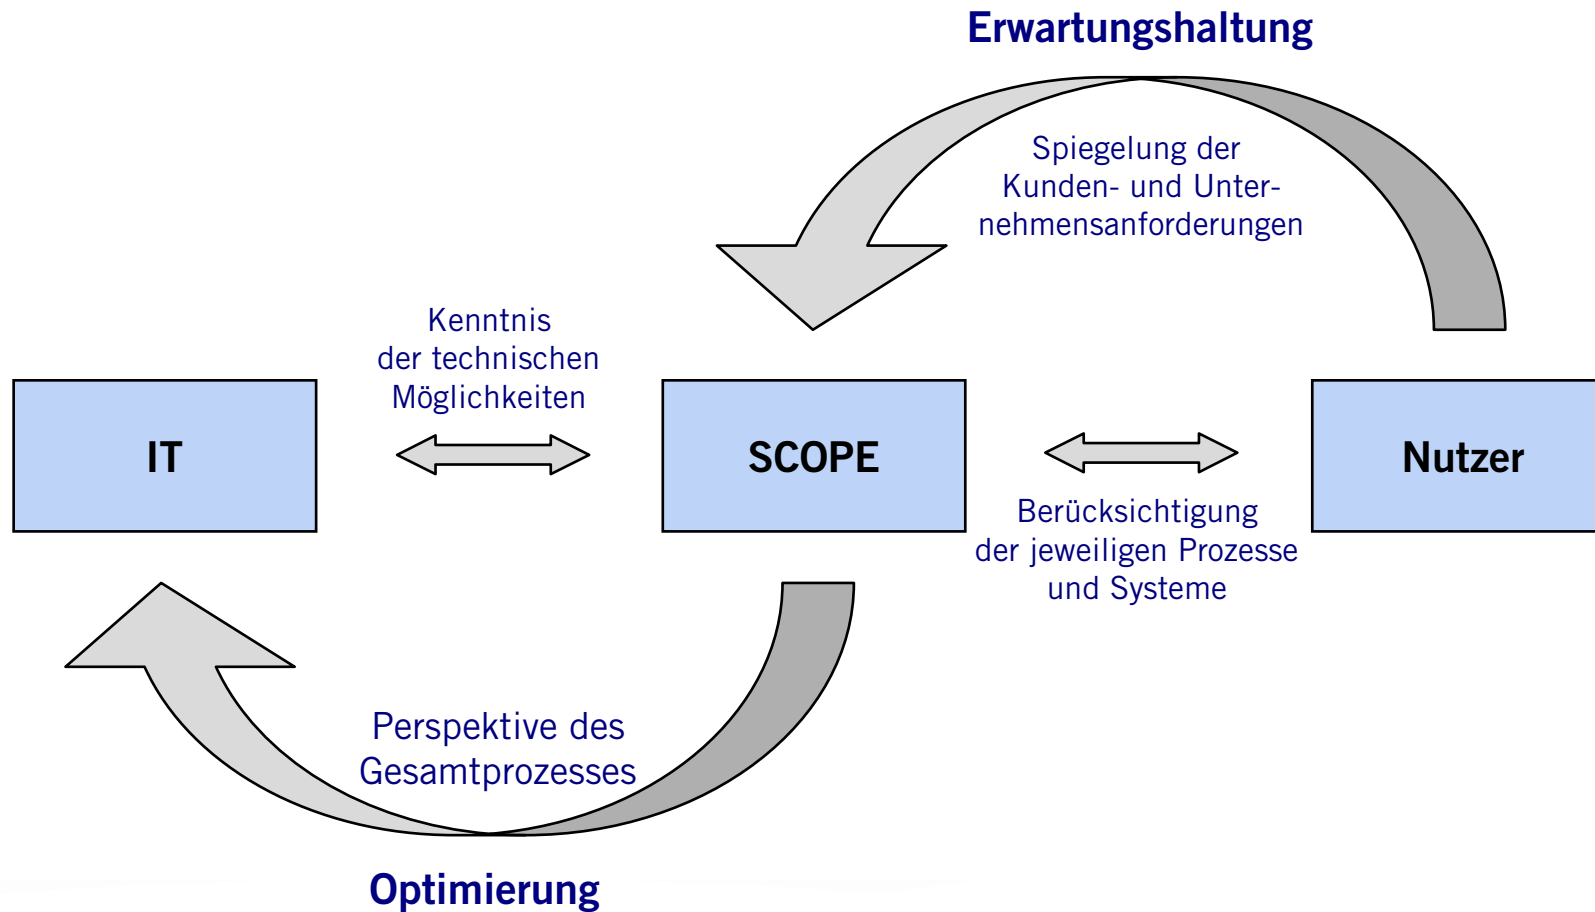 Erwartungshaltung
Spiegelung der
Kunden- und Unter-
nehmensanforderungen
Kenntnis
der technischen
Möglichkeiten
IT
SCOPE
Nutzer
Berücksichtigung
der jeweiligen Prozesse
und Systeme
Perspektive des
Gesamtprozesses
Optimierung